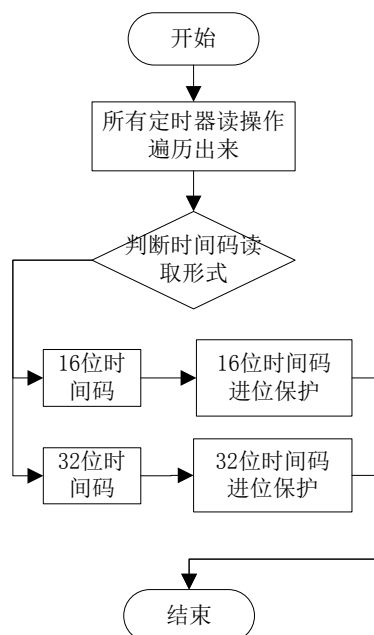 开始
所有定时器读操作
遍历出来
判断时间码读
取形式
16位时
间码
16位时间码
进位保护
32位时
间码
32位时间码
进位保护
结束